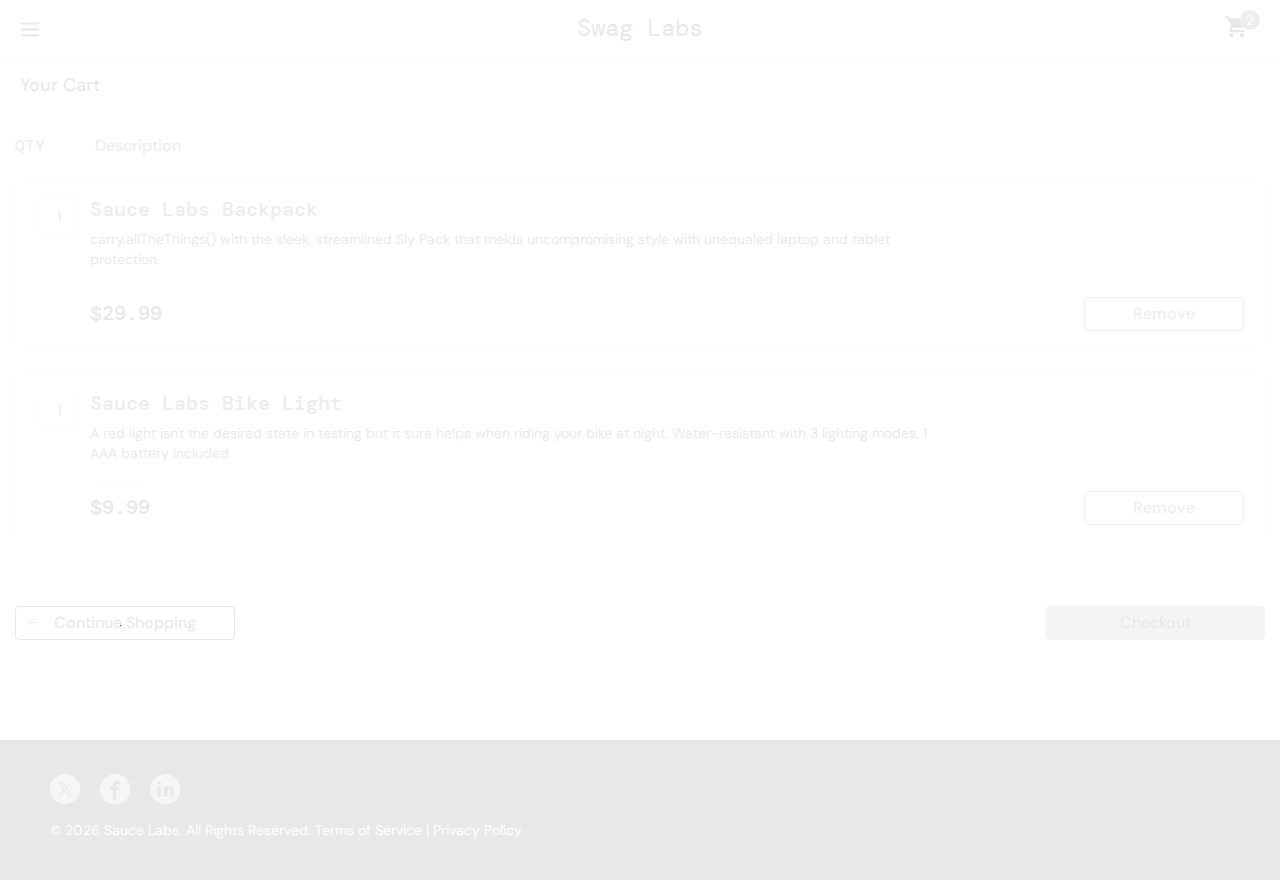 Swag Labs
2
Your Cart
QTY
Description
1
Sauce Labs Backpack
carry.allTheThings() with the sleek, streamlined Sly Pack that melds uncompromising style with unequaled laptop and tablet
protection.
$29.99
Remove
1
Sauce Labs Bike Light
A red light isn't the desired state in testing but it sure helps when riding your bike at night. Water-resistant with 3 lighting modes, 1
AAA battery included.
$9.99
Remove
Continue Shopping
Checkout
© 2026 Sauce Labs. All Rights Reserved. Terms of Service | Privacy Policy